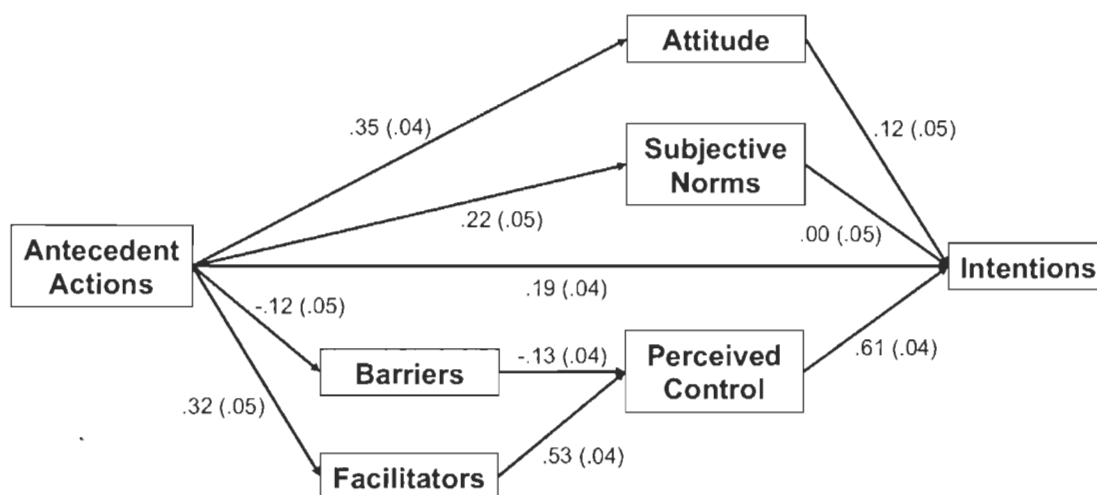 Attitude
.35 (.04)
.12 (.05)
Subjective
Norms
.22 (.05)
.00 (.05)
Antecedent
Actions
Intentions
.19 (.04)
-.12 (.05)
-.13 (.04)
Perceived
Control
.61 (.04)
Barriers
.32 (.05)
.53 (.04)
Facilitators